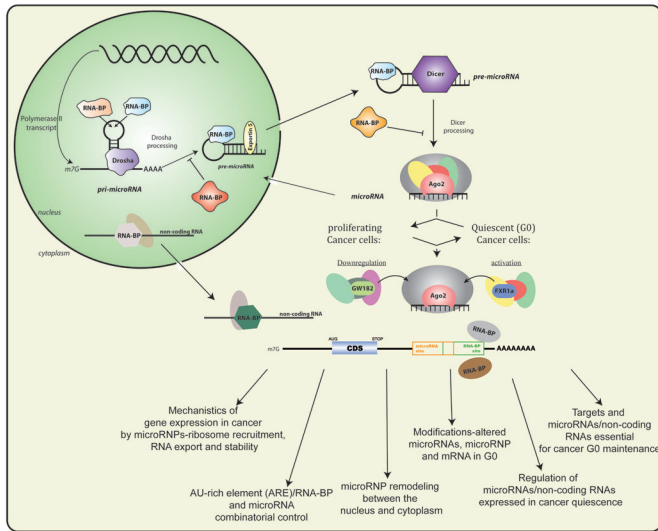 RNA-BP
RNA-BP
Polymerase II
transcript
Drosha
processing
RNA-BP
Exportin 5
Drosha
m7G
AAAA
pre-microRNA
pri-microRNA
RNA-BP
nucleus
cytoplasm
RNA-BP
non-coding RNA
RNA-BP
non-coding RNA
RNA-BP
Dicer
pre-microRNA
RNA-BP
Dicer
processing
microRNA
Ago2
proliferating
Cancer cells:
Quiescent (G0)
Cancer cells:
Downregulation
activation
GW182
Ago2
FXR1a
RNA-BP
m7G
AUG
CDS
STOP
microRNA
site
RNA-BP
site
AAAAAAAA
RNA-BP
Mechanistics of
gene expression in cancer
by microRNPs-ribosome recruitment,
RNA export and stability
AU-rich element (ARE)/RNA-BP
and microRNA
combinatorial control
microRNP remodeling
between the
nucleus and cytoplasm
Modifications-altered
microRNAs, microRNP
and mRNA in G0
Regulation of
microRNAs/non-coding RNAs
expressed in cancer quiescence
Targets and
microRNAs/non-coding
RNAs essential
for cancer G0 maintenance